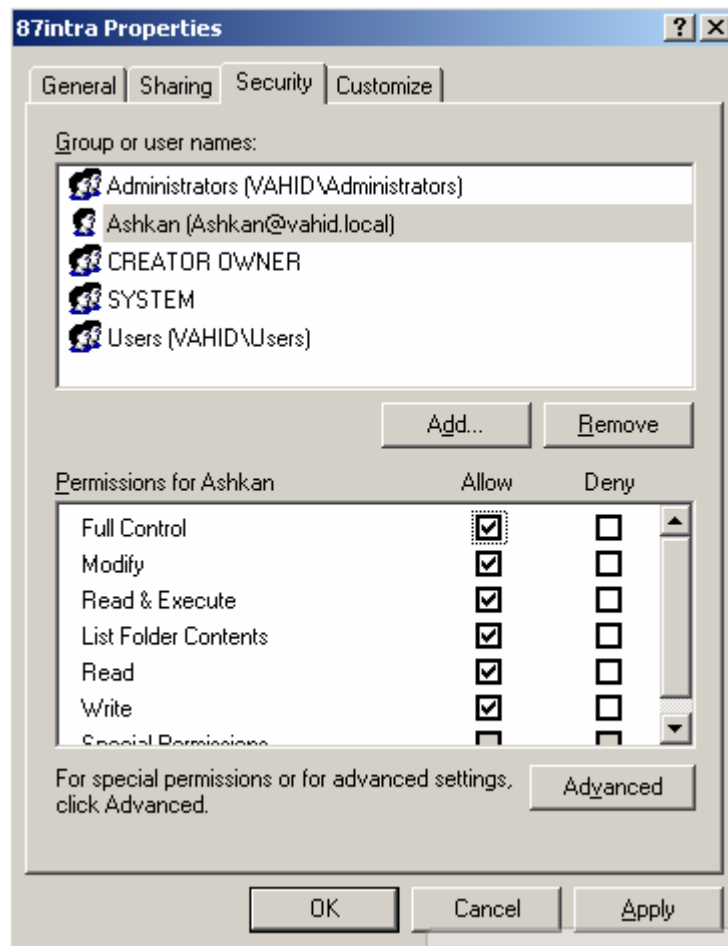 87intra Properties
General Sharing Security Customize
Group or user names:
Administrators (VAHID\Administrators)
Ashkan (Ashkan@vahid.local)
CREATOR OWNER
SYSTEM
Users (VAHID\Users)
Add... Remove
Permissions for Ashkan Allow Deny
Full Control
Modify
Read & Execute
List Folder Contents
Read
Write
Special Permissions
For special permissions or for advanced settings,
click Advanced.
Advanced
OK Cancel Apply